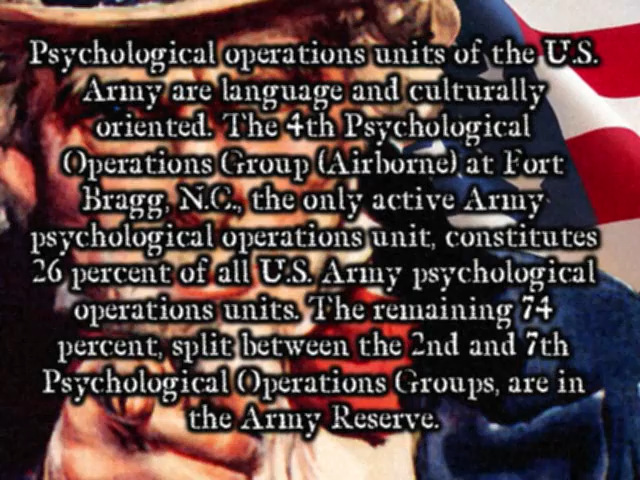 Psychological operations units of the U.S.
Army are language and culturally
oriented. The 4th Psychological
Operations Group (Airborne) at Fort
Bragg, N.C., the only active Army
psychological operations unit, constitutes
26 percent of all U.S. Army psychological
operations units. The remaining 74
percent, split between the 2nd and 7th
Psychological Operations Groups, are in
the Army Reserve.